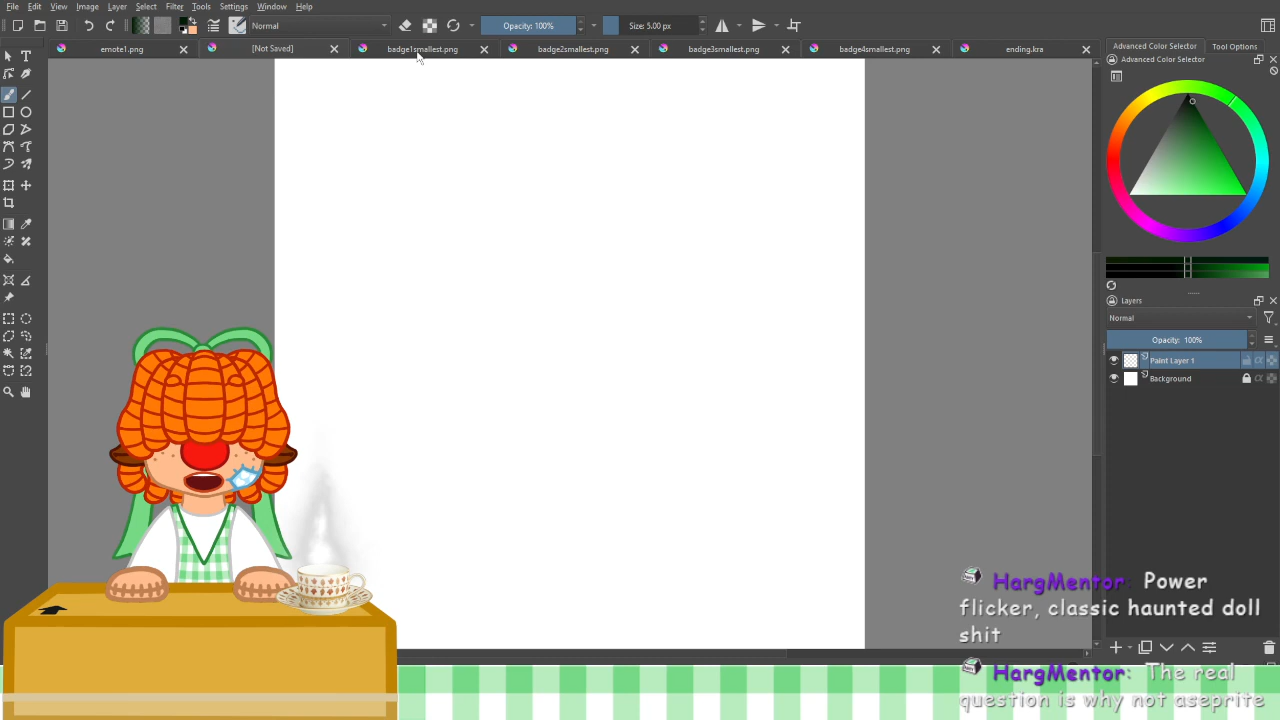 File Edit View Image Layer Select Filter Tools Settings Window Help
Normal Opacity: 100% Size: 5.00 px
emote1.png [Not Saved] badge1smallest.png badge2smallest.png badge3smallest.png badge4smallest.png ending.kra
Advanced Color Selector Tool Options
Advanced Color Selector
Layers
Normal
Opacity: 100%
Paint Layer 1
Background
HargMentor: Power
flicker, classic haunted doll
shit
HargMentor: The real
question is why not aseprite